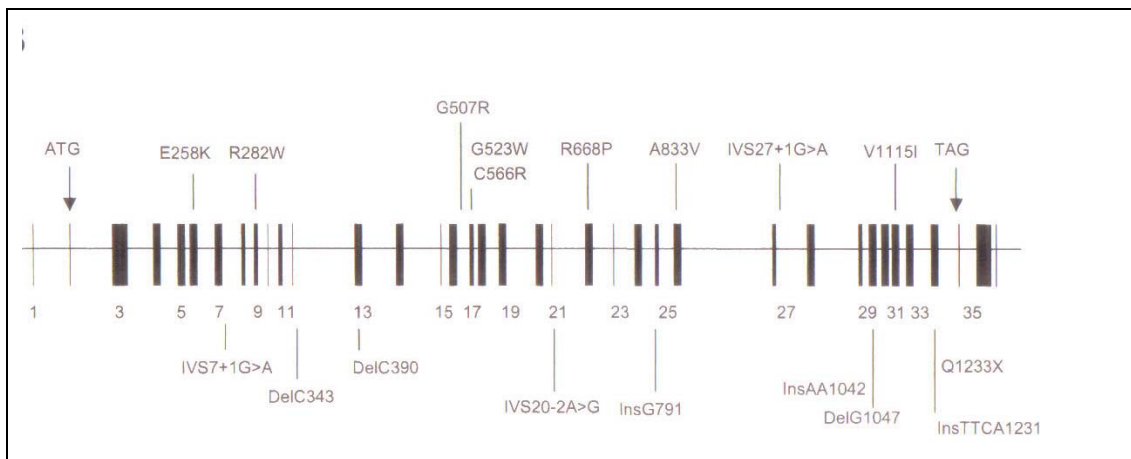 G507R
ATG E258K R282W G523W R668P A833V IVS27+1G>A V1115I TAG
C566R
1 3 5 7 9 11 13 15 17 19 21 23 25 27 29 31 33 35
IVS7+1G>A DelC390 Q1233X
DelC343 IVS20-2A>G InsG791 InsAA1042
DelG1047 InsTTCA1231